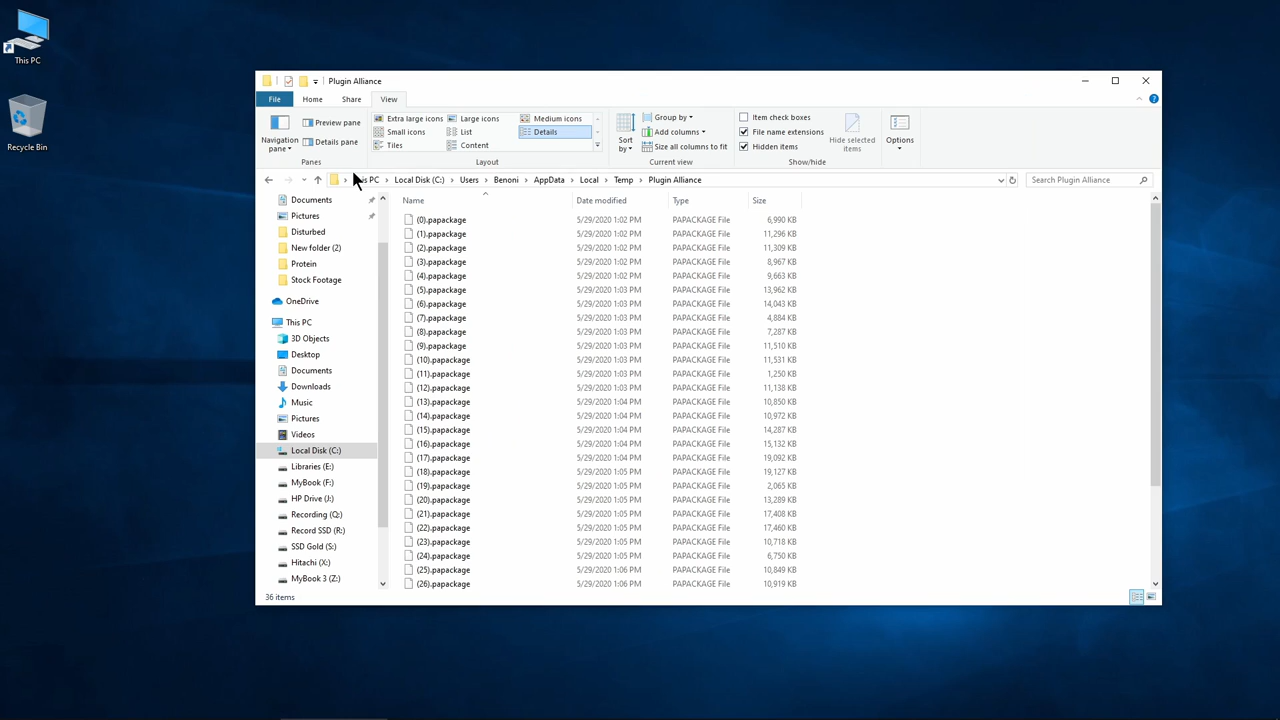 This PC
Recycle Bin
Plugin Alliance
File Home Share View
Navigation pane
Preview pane
Details pane
Panes
Extra large icons Large icons Medium icons
Small icons List Details
Tiles Content
Layout
Sort by
Group by
Add columns
Size all columns to fit
Current view
Item check boxes
File name extensions
Hidden items
Hide selected items
Show/hide
Options
PC Local Disk (C:) Users Benoni AppData Local Temp Plugin Alliance
Search Plugin Alliance
Documents
Pictures
Disturbed
New folder (2)
Protein
Stock Footage
OneDrive
This PC
3D Objects
Desktop
Documents
Downloads
Music
Pictures
Videos
Local Disk (C:)
Libraries (E:)
MyBook (F:)
HP Drive (J:)
Recording (Q:)
Record SSD (R:)
SSD Gold (S:)
Hitachi (X:)
MyBook 3 (Z:)
Name Date modified Type Size
(0).papackage 5/29/2020 1:02 PM PAPACKAGE File 6,990 KB
(1).papackage 5/29/2020 1:02 PM PAPACKAGE File 11,296 KB
(2).papackage 5/29/2020 1:02 PM PAPACKAGE File 11,309 KB
(3).papackage 5/29/2020 1:02 PM PAPACKAGE File 8,967 KB
(4).papackage 5/29/2020 1:02 PM PAPACKAGE File 9,663 KB
(5).papackage 5/29/2020 1:03 PM PAPACKAGE File 13,962 KB
(6).papackage 5/29/2020 1:03 PM PAPACKAGE File 14,043 KB
(7).papackage 5/29/2020 1:03 PM PAPACKAGE File 4,884 KB
(8).papackage 5/29/2020 1:03 PM PAPACKAGE File 7,287 KB
(9).papackage 5/29/2020 1:03 PM PAPACKAGE File 11,510 KB
(10).papackage 5/29/2020 1:03 PM PAPACKAGE File 11,531 KB
(11).papackage 5/29/2020 1:03 PM PAPACKAGE File 1,250 KB
(12).papackage 5/29/2020 1:03 PM PAPACKAGE File 11,138 KB
(13).papackage 5/29/2020 1:04 PM PAPACKAGE File 10,850 KB
(14).papackage 5/29/2020 1:04 PM PAPACKAGE File 10,972 KB
(15).papackage 5/29/2020 1:04 PM PAPACKAGE File 14,287 KB
(16).papackage 5/29/2020 1:04 PM PAPACKAGE File 15,132 KB
(17).papackage 5/29/2020 1:04 PM PAPACKAGE File 19,092 KB
(18).papackage 5/29/2020 1:05 PM PAPACKAGE File 19,127 KB
(19).papackage 5/29/2020 1:05 PM PAPACKAGE File 2,065 KB
(20).papackage 5/29/2020 1:05 PM PAPACKAGE File 13,289 KB
(21).papackage 5/29/2020 1:05 PM PAPACKAGE File 17,408 KB
(22).papackage 5/29/2020 1:05 PM PAPACKAGE File 17,460 KB
(23).papackage 5/29/2020 1:05 PM PAPACKAGE File 10,718 KB
(24).papackage 5/29/2020 1:05 PM PAPACKAGE File 6,750 KB
(25).papackage 5/29/2020 1:06 PM PAPACKAGE File 10,849 KB
(26).papackage 5/29/2020 1:06 PM PAPACKAGE File 10,919 KB
36 items